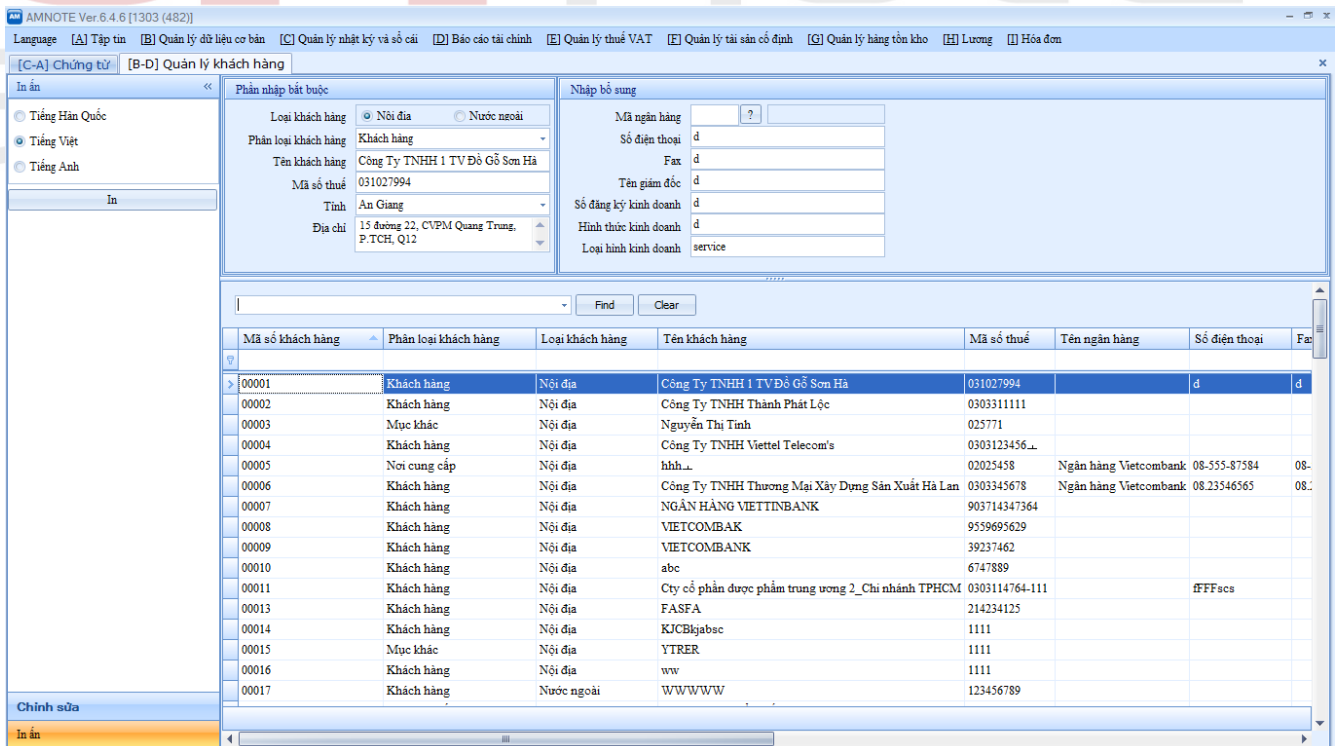 AMNOTE Ver.6.4.6 [1303 (482)]
Language [A] Tập tin [B] Quản lý dữ liệu cơ bản [C] Quản lý nhật ký và sổ cái [D] Báo cáo tài chính [E] Quản lý thuế VAT [F] Quản lý tài sản cố định [G] Quản lý hàng tồn kho [H] Lương [I] Hóa đơn
[C-A] Chứng từ [B-D] Quản lý khách hàng
In ấn
Tiếng Hàn Quốc
Tiếng Việt
Tiếng Anh
In
Phần nhập bắt buộc
Loại khách hàng Nội địa Nước ngoài
Phân loại khách hàng Khách hàng
Tên khách hàng Công Ty TNHH 1 TV Đồ Gỗ Sơn Hà
Mã số thuế 031027994
Tỉnh An Giang
Địa chỉ 15 đường 22, CVPM Quang Trung,
P.TCH, Q12
Nhập bổ sung
Mã ngân hàng ?
Số điện thoại d
Fax d
Tên giám đốc d
Số đăng ký kinh doanh d
Hình thức kinh doanh d
Loại hình kinh doanh service
Find Clear
Mã số khách hàng Phân loại khách hàng Loại khách hàng Tên khách hàng Mã số thuế Tên ngân hàng Số điện thoại Fax
00001 Khách hàng Nội địa Công Ty TNHH 1 TV Đồ Gỗ Sơn Hà 031027994 d d
00002 Khách hàng Nội địa Công Ty TNHH Thành Phát Lộc 0303311111
00003 Mục khác Nội địa Nguyễn Thị Tình 025771
00004 Khách hàng Nội địa Công Ty TNHH Viettel Telecom's 0303123456ㅗ
00005 Nơi cung cấp Nội địa hhhㅗ 02025458 Ngân hàng Vietcombank 08-555-87584 08-
00006 Khách hàng Nội địa Công Ty TNHH Thương Mại Xây Dựng Sản Xuất Hà Lan 0303345678 Ngân hàng Vietcombank 08.23546565 08.
00007 Khách hàng Nội địa NGÂN HÀNG VIETTINBANK 903714347364
00008 Khách hàng Nội địa VIETCOMBAK 9559695629
00009 Khách hàng Nội địa VIETCOMBANK 39237462
00010 Khách hàng Nội địa abc 6747889
00011 Khách hàng Nội địa Cty cổ phần dược phẩm trung ương 2_Chi nhánh TPHCM 0303114764-111 fFFFscs
00013 Khách hàng Nội địa FASFA 214234125
00014 Khách hàng Nội địa KJCBkjabsc 1111
00015 Mục khác Nội địa YTRER 1111
00016 Khách hàng Nội địa ww 1111
00017 Khách hàng Nước ngoài WWWWW 123456789
Chỉnh sửa
In ấn